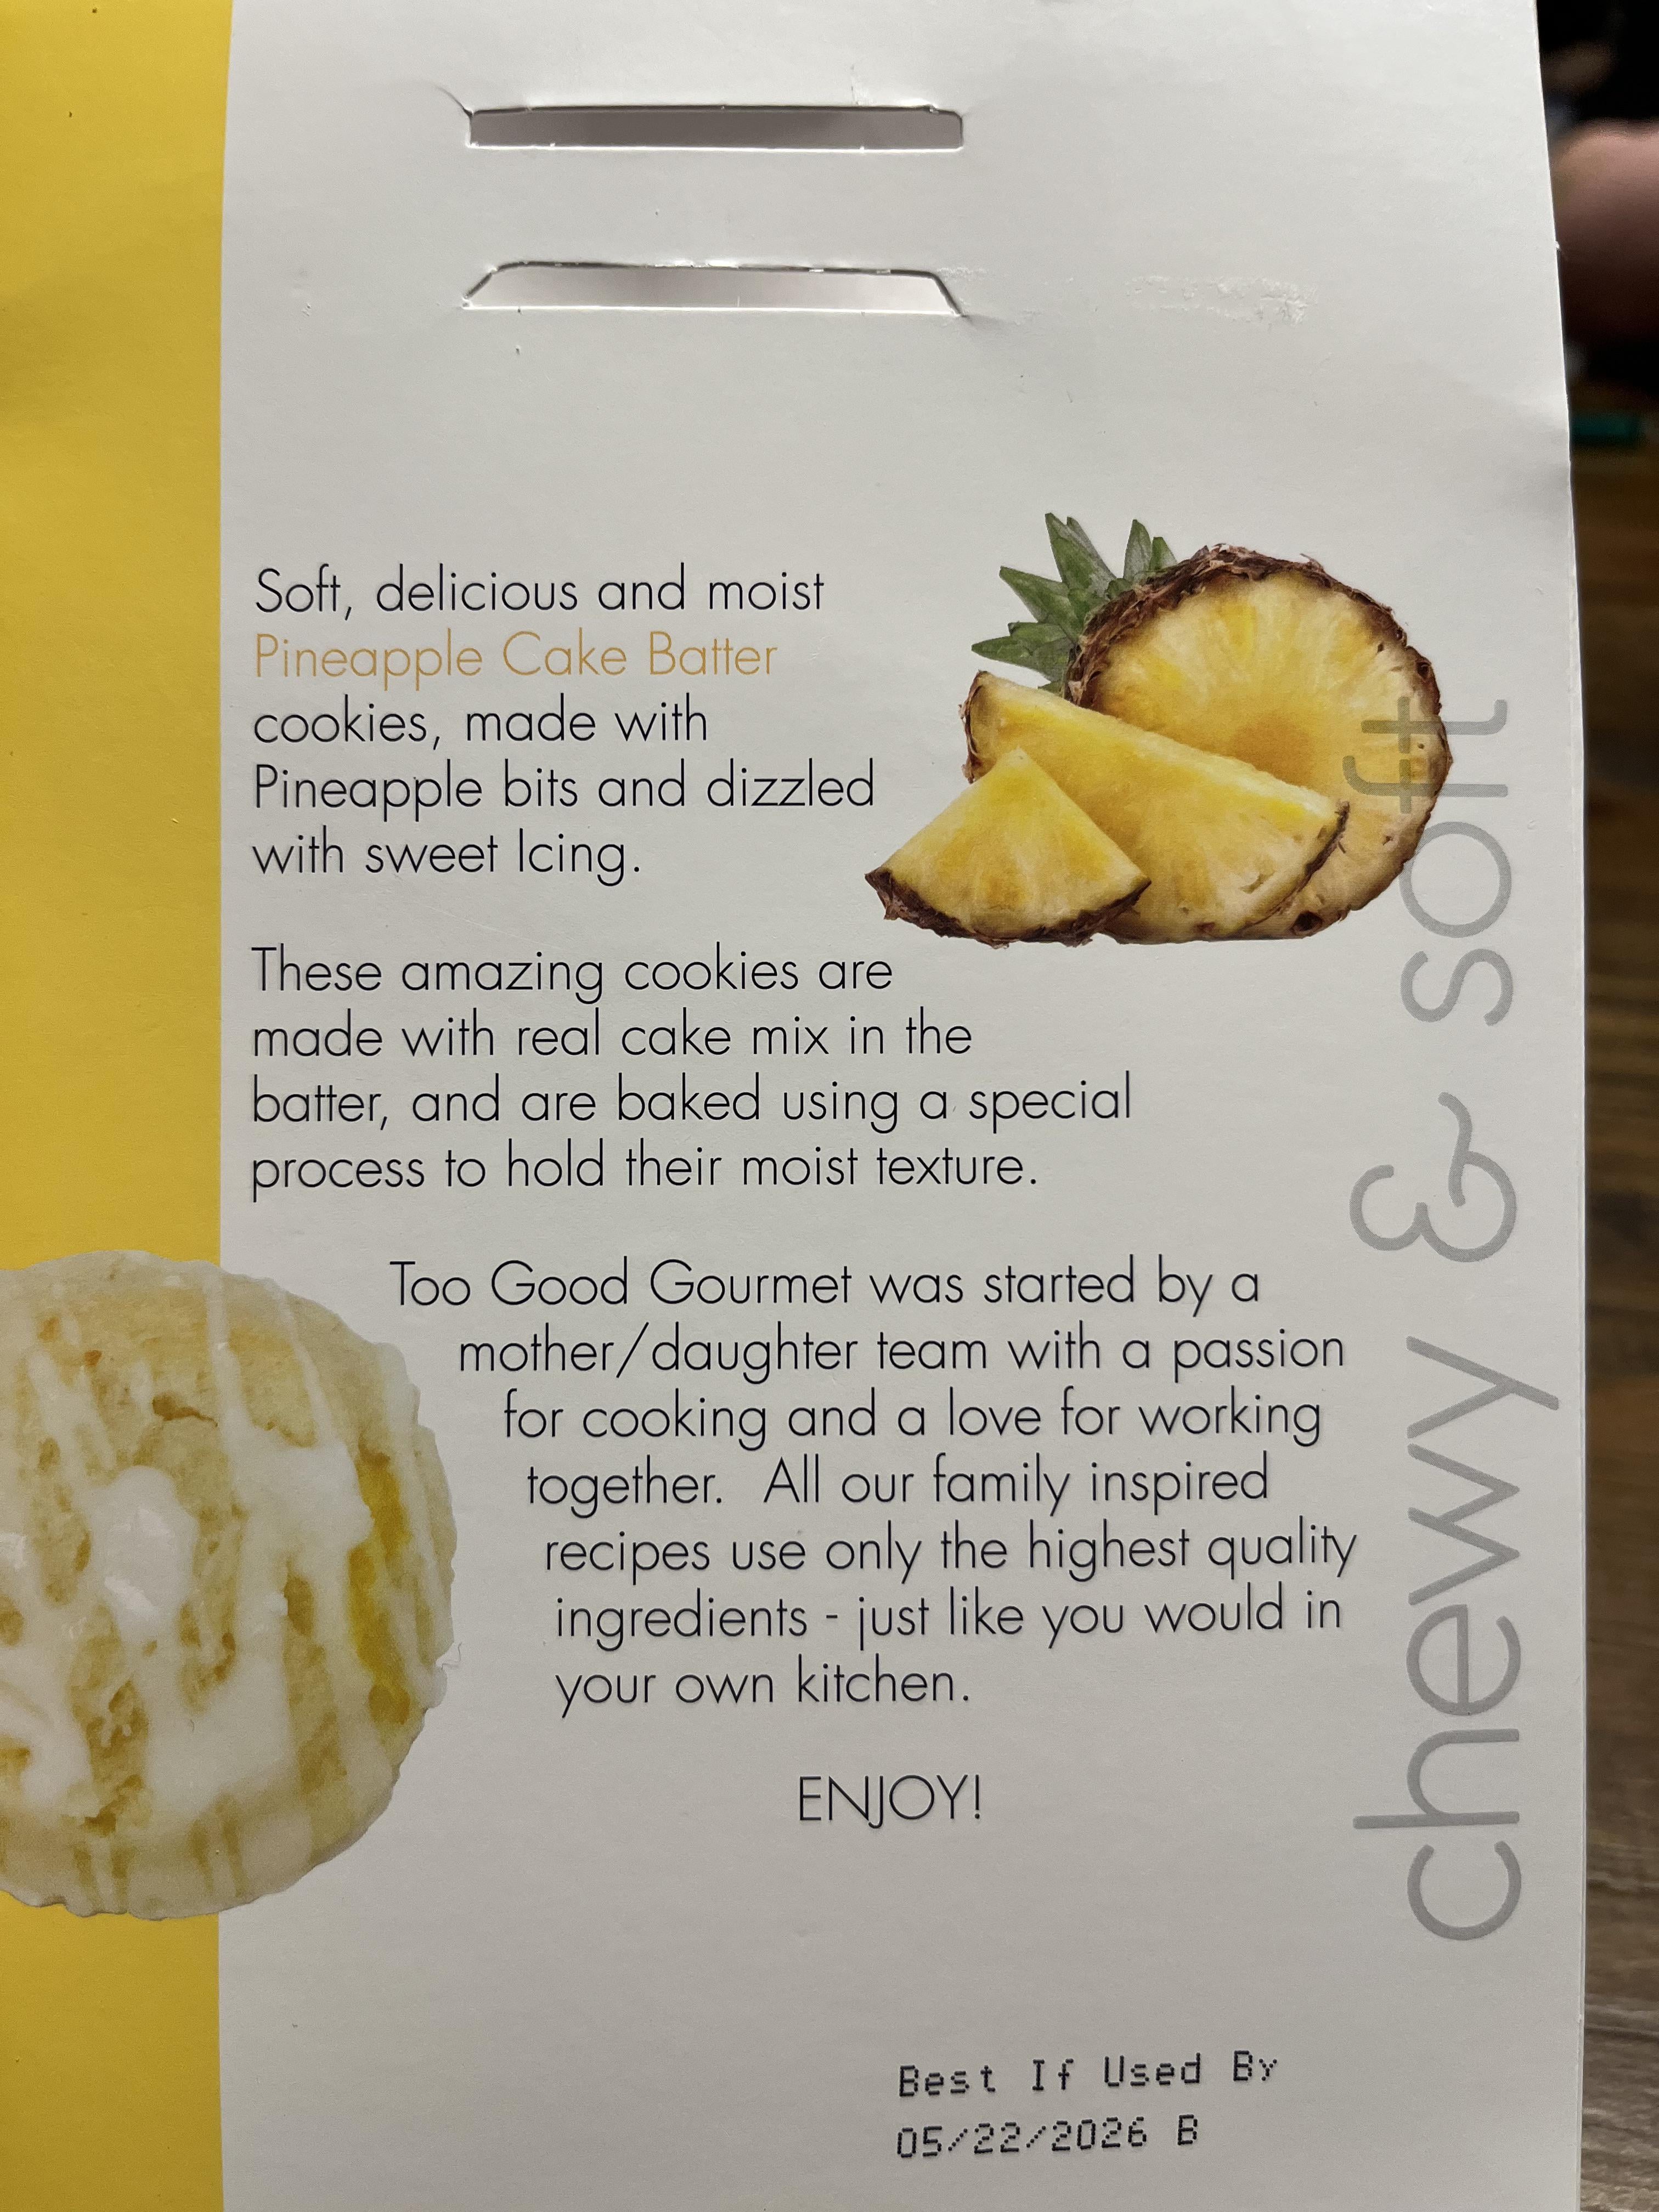 Soft, delicious and moist
Pineapple Cake Batter
cookies, made with
Pineapple bits and dizzled
with sweet Icing.
These amazing cookies are
made with real cake mix in the
batter, and are baked using a special
process to hold their moist texture.
Too Good Gourmet was started by a
mother/daughter team with a passion
for cooking and a love for working
together.  All our family inspired
recipes use only the highest quality
ingredients - just like you would in
your own kitchen.
ENJOY!
chewy & soft
Best If Used By
05/22/2026 B